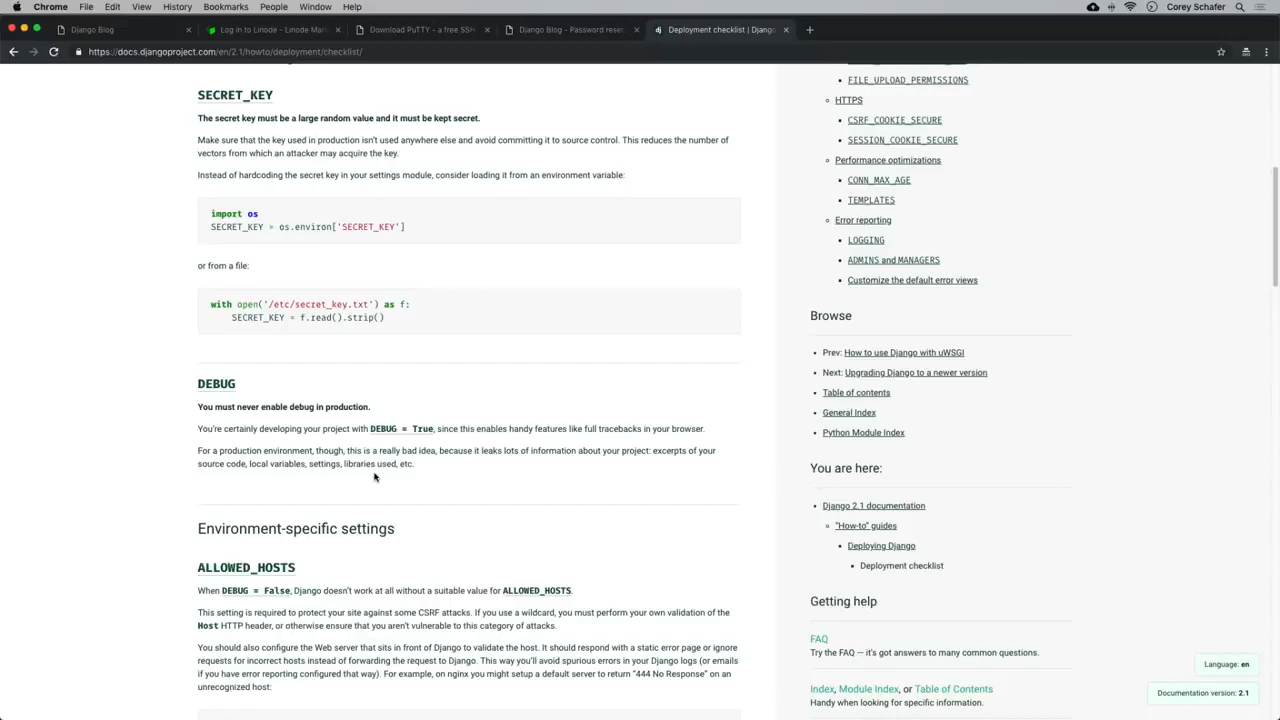 Chrome File Edit View History Bookmarks People Window Help Corey Schafer
Django Blog Log in to Linode - Linode Man Download PuTTY - a free SSH Django Blog - Password reset dj Deployment checklist | Django
https://docs.djangoproject.com/en/2.1/howto/deployment/checklist/
SECRET_KEY
The secret key must be a large random value and it must be kept secret.
Make sure that the key used in production isn't used anywhere else and avoid committing it to source control. This reduces the number of
vectors from which an attacker may acquire the key.
Instead of hardcoding the secret key in your settings module, consider loading it from an environment variable:
import os
SECRET_KEY = os.environ['SECRET_KEY']
or from a file:
with open('/etc/secret_key.txt') as f:
SECRET_KEY = f.read().strip()
DEBUG
You must never enable debug in production.
You're certainly developing your project with DEBUG = True, since this enables handy features like full tracebacks in your browser.
For a production environment, though, this is a really bad idea, because it leaks lots of information about your project: excerpts of your
source code, local variables, settings, libraries used, etc.
Environment-specific settings
ALLOWED_HOSTS
When DEBUG = False, Django doesn't work at all without a suitable value for ALLOWED_HOSTS.
This setting is required to protect your site against some CSRF attacks. If you use a wildcard, you must perform your own validation of the
Host HTTP header, or otherwise ensure that you aren't vulnerable to this category of attacks.
You should also configure the Web server that sits in front of Django to validate the host. It should respond with a static error page or ignore
requests for incorrect hosts instead of forwarding the request to Django. This way you'll avoid spurious errors in your Django logs (or emails
if you have error reporting configured that way). For example, on nginx you might setup a default server to return "444 No Response" on an
unrecognized host:
FILE_UPLOAD_PERMISSIONS
HTTPS
CSRF_COOKIE_SECURE
SESSION_COOKIE_SECURE
Performance optimizations
CONN_MAX_AGE
TEMPLATES
Error reporting
LOGGING
ADMINS and MANAGERS
Customize the default error views
Browse
Prev: How to use Django with uWSGI
Next: Upgrading Django to a newer version
Table of contents
General Index
Python Module Index
You are here:
Django 2.1 documentation
"How-to" guides
Deploying Django
Deployment checklist
Getting help
FAQ
Try the FAQ — it's got answers to many common questions.
Index, Module Index, or Table of Contents
Handy when looking for specific information.
Language: en
Documentation version: 2.1